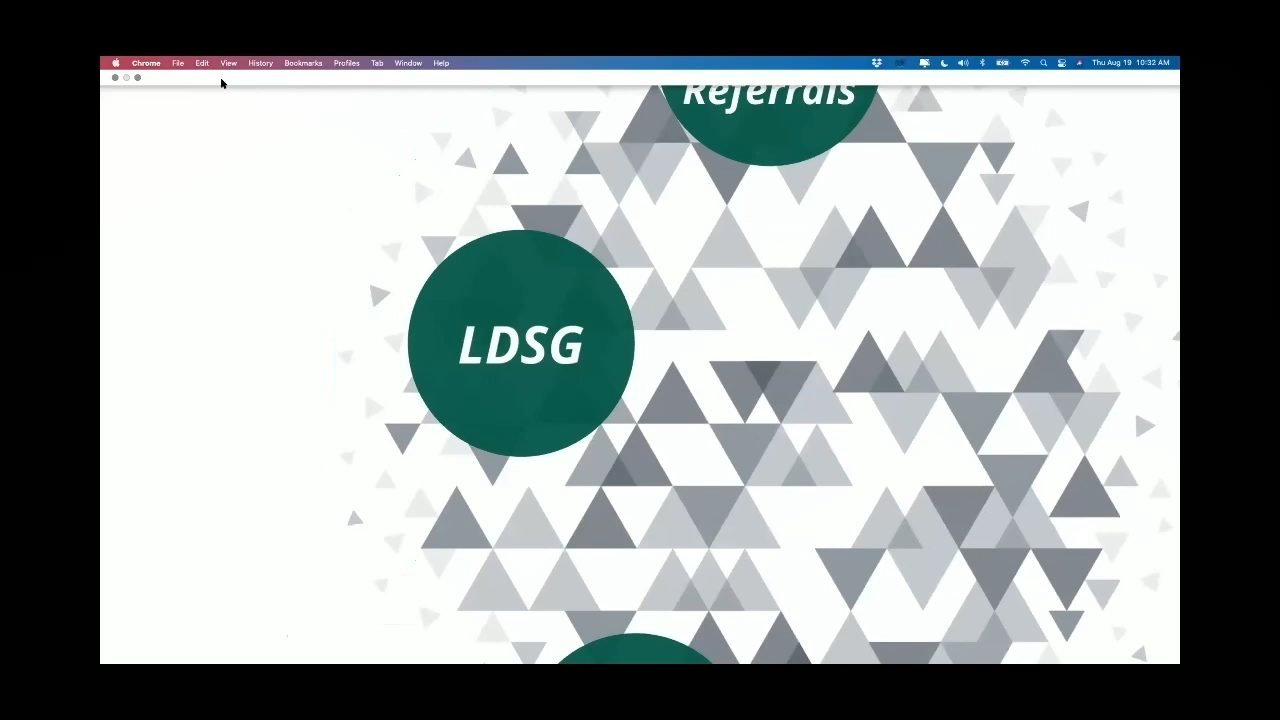 Chrome File Edit View History Bookmarks Profiles Tab Window Help Thu Aug 19 10:32 AM
Referrals
LDSG